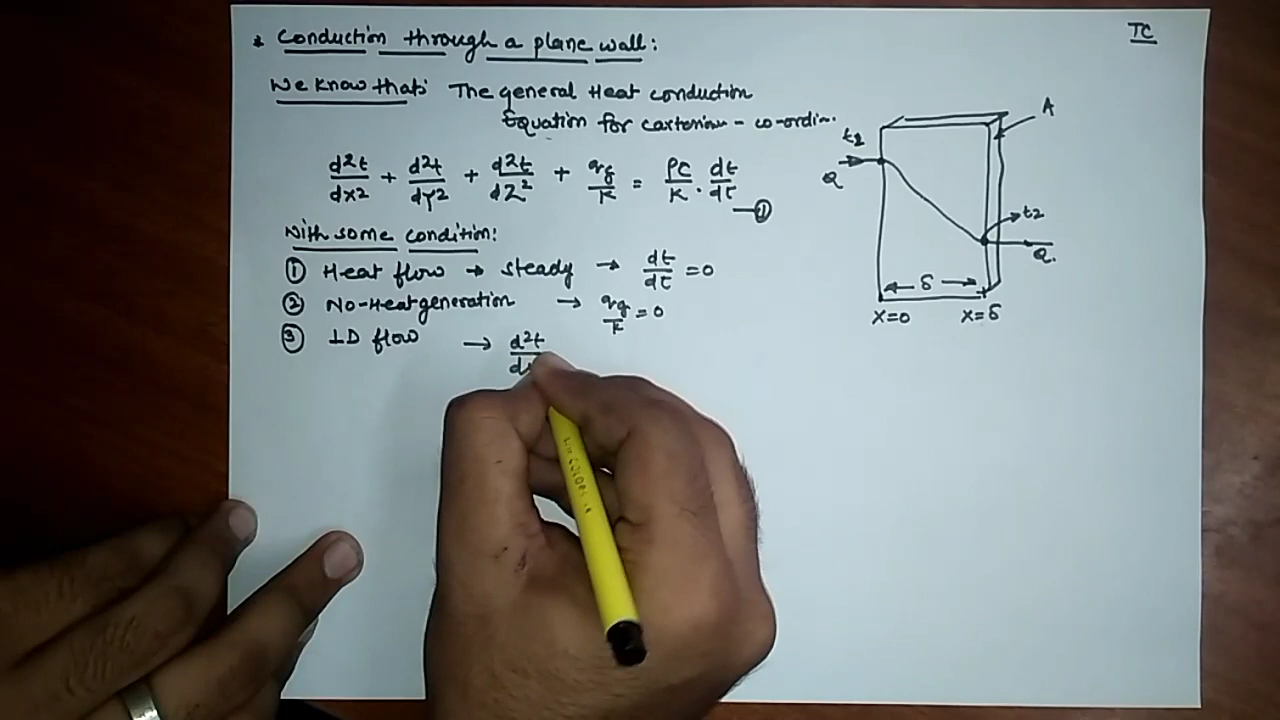 * Conduction through a plane wall:
TC
We know that: The general Heat conduction
Equation for cartesian - co-ordin.
d2t/dx2 + d2t/dy2 + d2t/dz2 + qg/k = ρc/k . dt/dτ —①
With some condition:
① Heat flow → steady → dt/dτ = 0
② No-Heat generation → qg/k = 0
③ 1D flow → d2t
A
t2
Q
t2
Q.
← δ →
x=0 x=δ